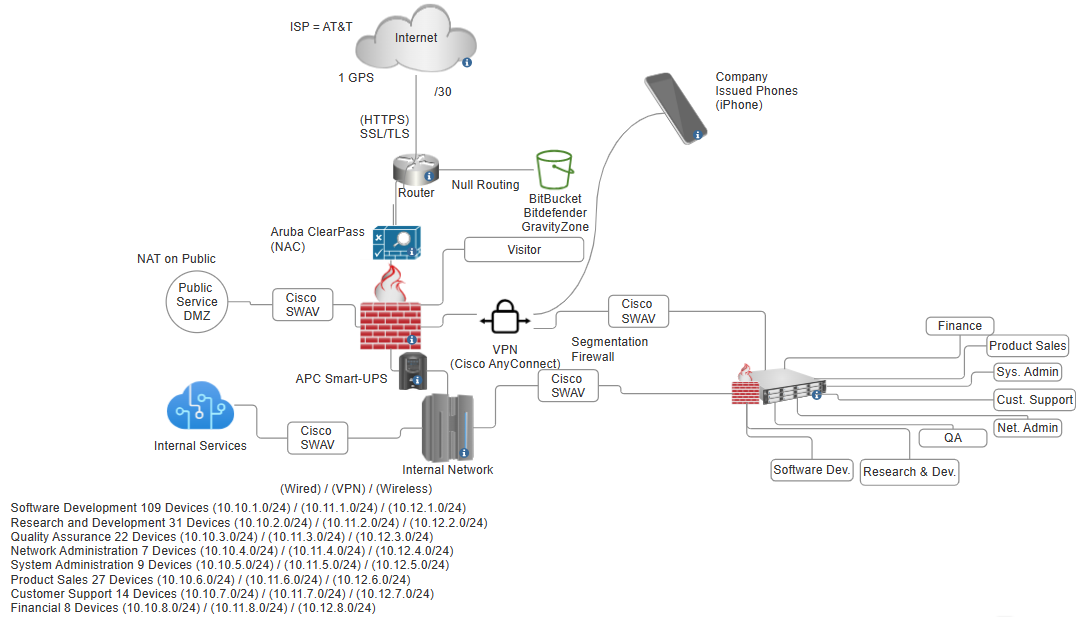 ISP = AT&T
Internet
1 GPS
/30
Company
Issued Phones
(iPhone)
(HTTPS)
SSL/TLS
Router
Null Routing
BitBucket
Bitdefender
GravityZone
Aruba ClearPass
(NAC)
Visitor
NAT on Public
Public
Service
DMZ
Cisco
SWAV
Cisco
SWAV
VPN
(Cisco AnyConnect)
Segmentation
Firewall
APC Smart-UPS
Cisco
SWAV
Finance
Product Sales
Sys. Admin
Cust. Support
Net. Admin
QA
Software Dev.
Research & Dev.
Internal Services
Cisco
SWAV
Internal Network
(Wired) / (VPN) / (Wireless)
Software Development 109 Devices (10.10.1.0/24) / (10.11.1.0/24) / (10.12.1.0/24)
Research and Development 31 Devices (10.10.2.0/24) / (10.11.2.0/24) / (10.12.2.0/24)
Quality Assurance 22 Devices (10.10.3.0/24) / (10.11.3.0/24) / (10.12.3.0/24)
Network Administration 7 Devices (10.10.4.0/24) / (10.11.4.0/24) / (10.12.4.0/24)
System Administration 9 Devices (10.10.5.0/24) / (10.11.5.0/24) / (10.12.5.0/24)
Product Sales 27 Devices (10.10.6.0/24) / (10.11.6.0/24) / (10.12.6.0/24)
Customer Support 14 Devices (10.10.7.0/24) / (10.11.7.0/24) / (10.12.7.0/24)
Financial 8 Devices (10.10.8.0/24) / (10.11.8.0/24) / (10.12.8.0/24)